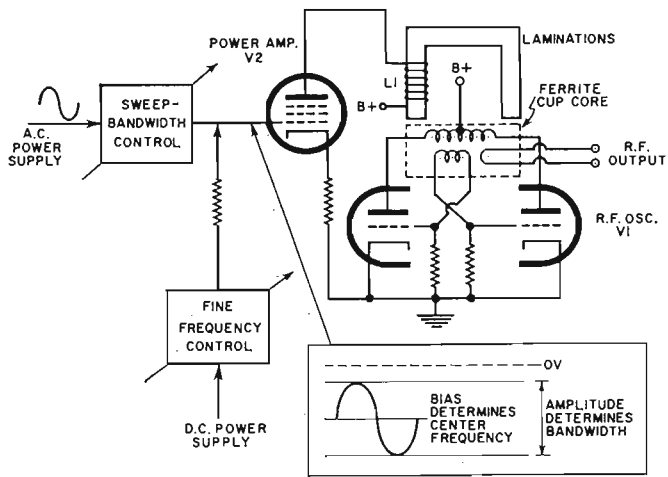 POWER AMP.
V2
LAMINATIONS
L1
B+
B+
FERRITE
CUP CORE
SWEEP-
BANDWIDTH
CONTROL
A.C.
POWER
SUPPLY
R.F.
OUTPUT
R.F. OSC.
V1
FINE
FREQUENCY
CONTROL
D.C. POWER
SUPPLY
0V
BIAS
DETERMINES
CENTER
FREQUENCY
AMPLITUDE
DETERMINES
BANDWIDTH